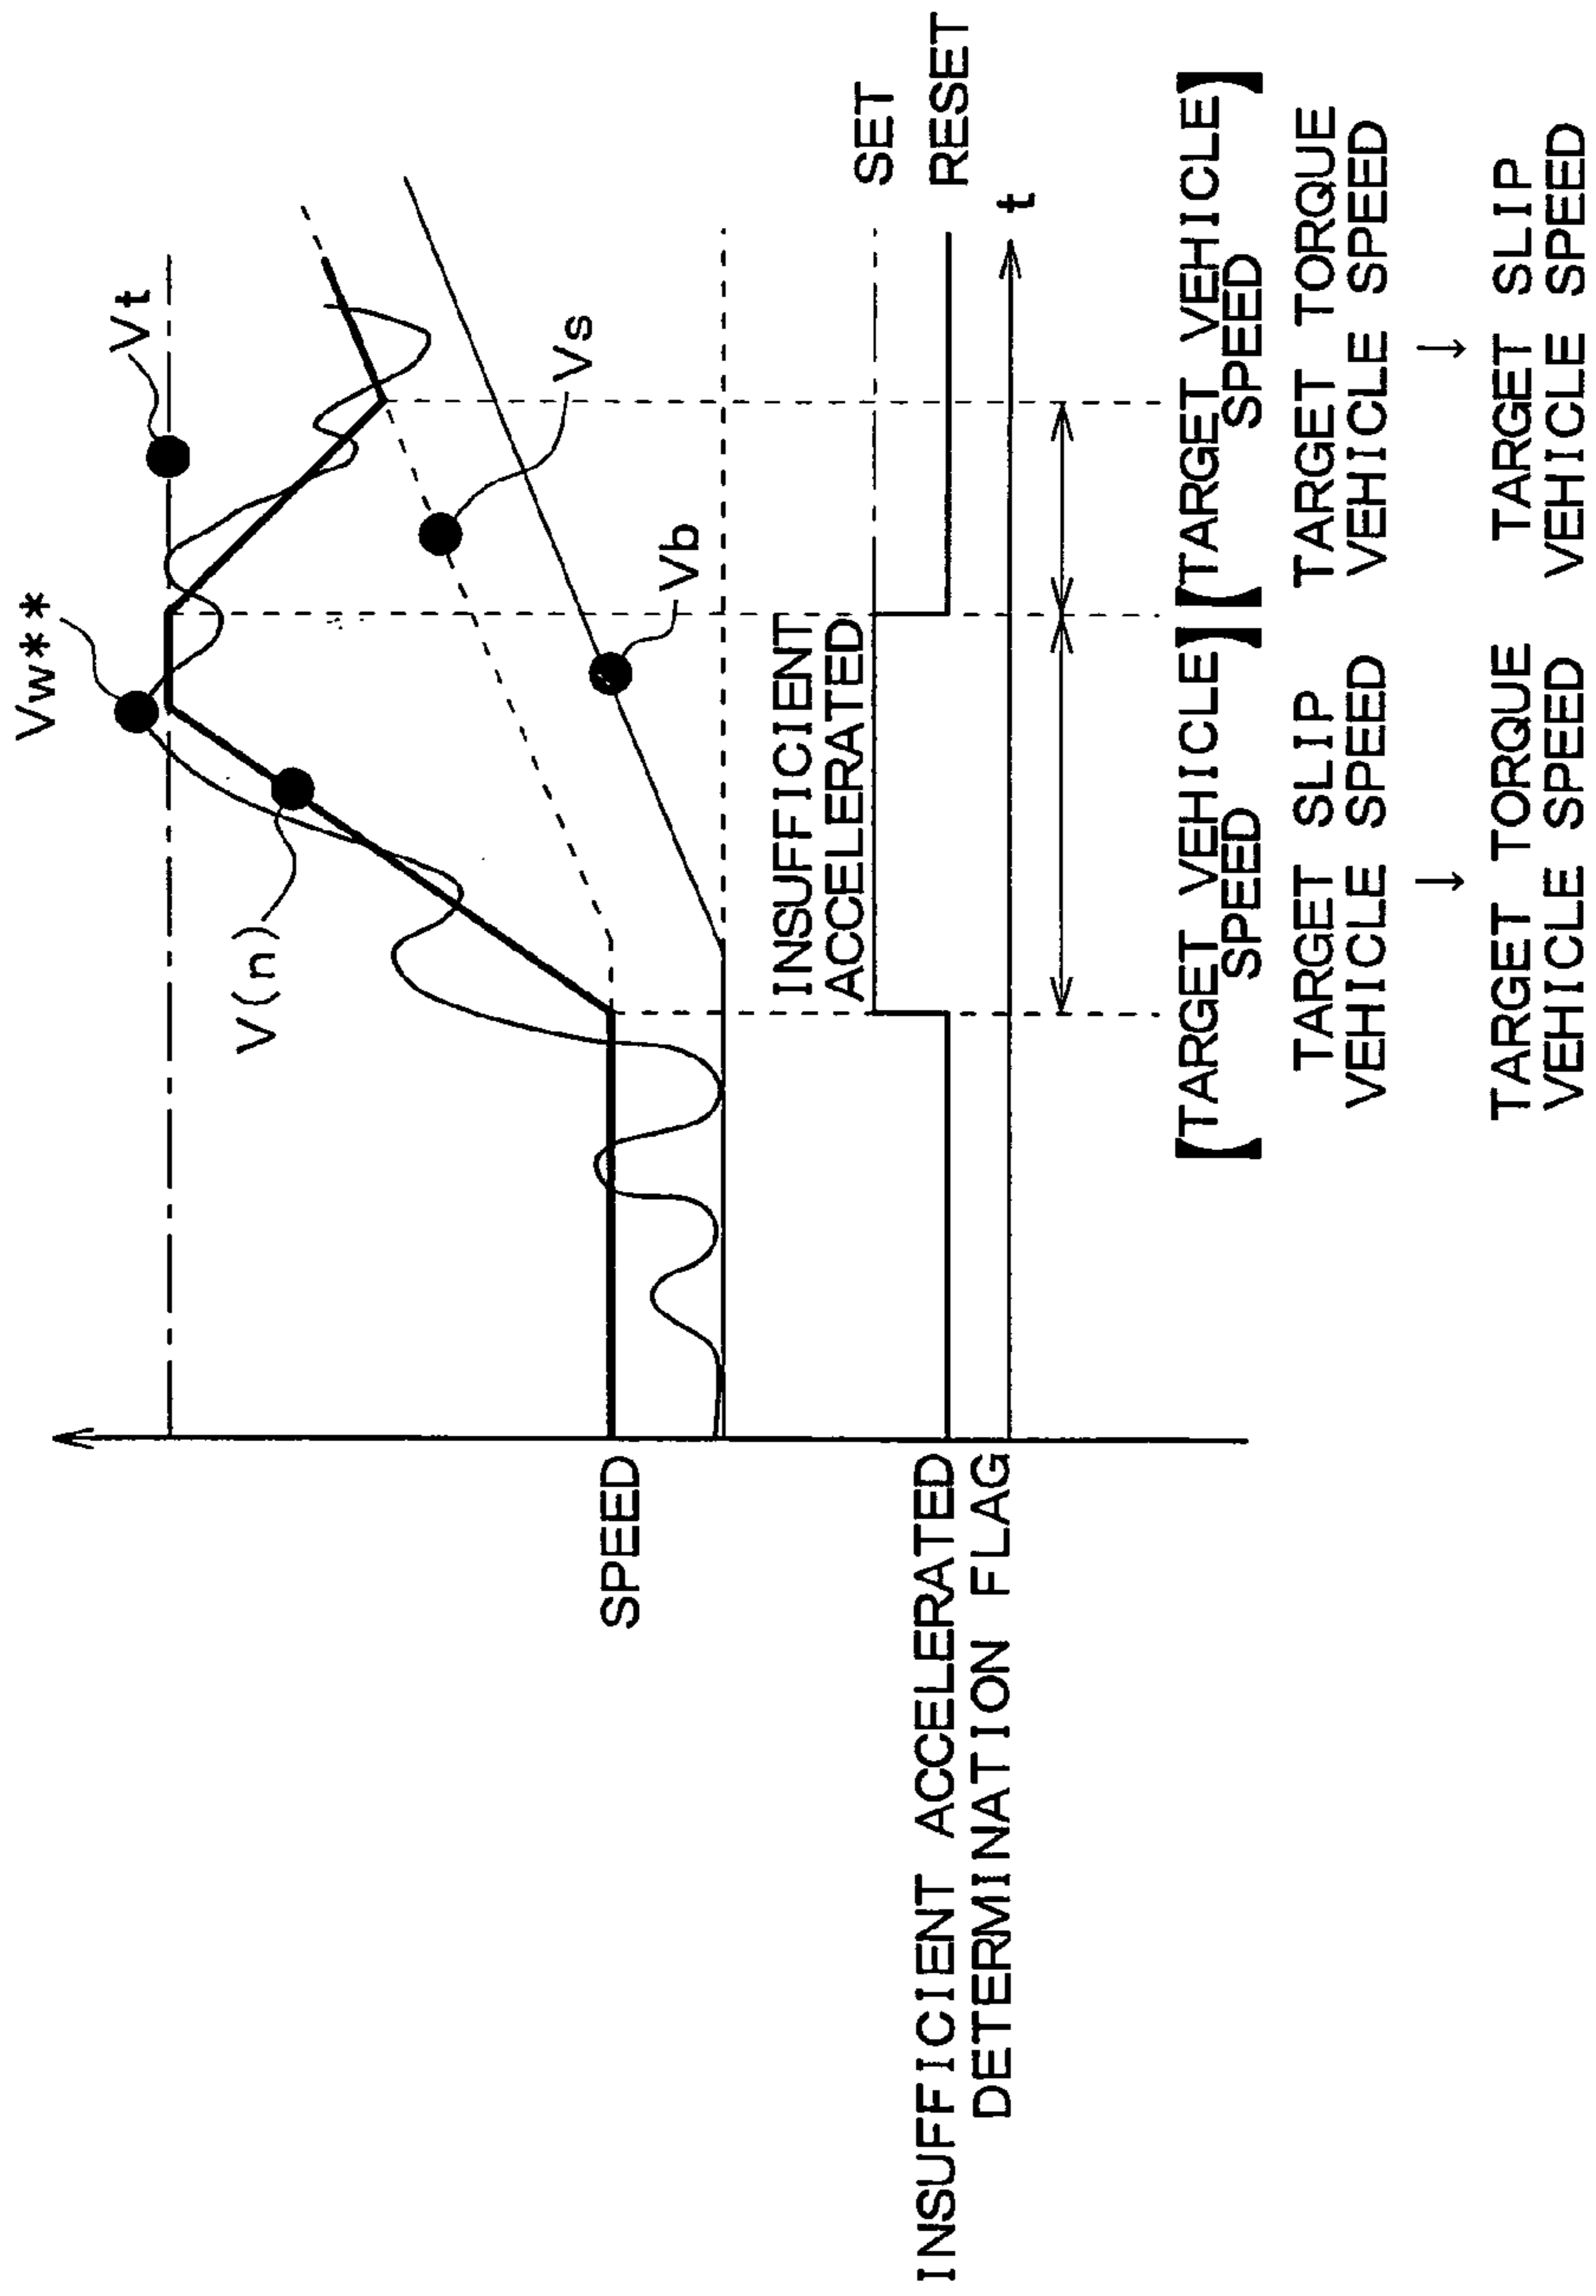 Vw**
Vt
V(n)
Vs
SPEED
Vb
INSUFFICIENT
ACCELERATED
SET
INSUFFICIENT ACCELERATED
DETERMINATION FLAG
RESET
t
【TARGET VEHICLE】
SPEED
TARGET SLIP
VEHICLE SPEED
↓
TARGET TORQUE
VEHICLE SPEED
【TARGET VEHICLE】
SPEED
TARGET TORQUE
VEHICLE SPEED
↓
TARGET SLIP
VEHICLE SPEED